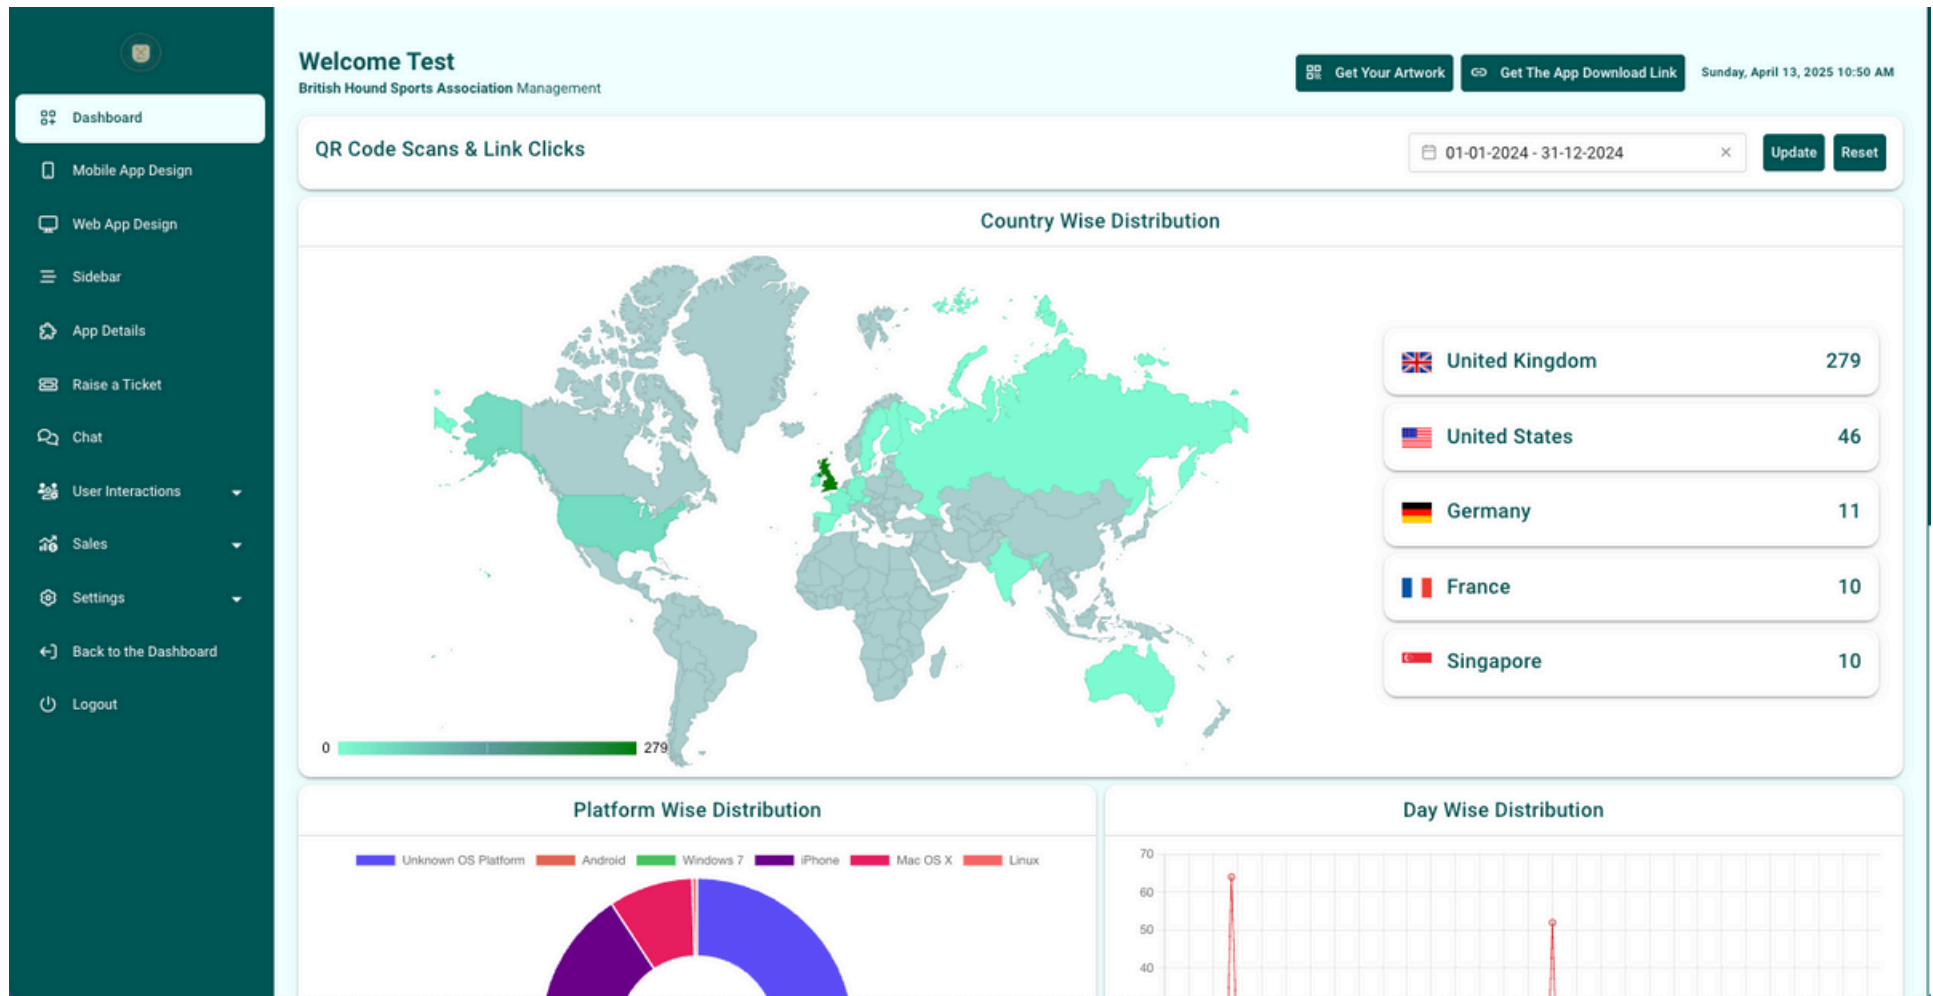 Welcome Test
British Hound Sports Association Management
Get Your Artwork
Get The App Download Link
Sunday, April 13, 2025 10:50 AM
Dashboard
Mobile App Design
Web App Design
Sidebar
App Details
Raise a Ticket
Chat
User Interactions
Sales
Settings
Back to the Dashboard
Logout
QR Code Scans & Link Clicks
01-01-2024 - 31-12-2024
Update
Reset
Country Wise Distribution
United Kingdom 279
United States 46
Germany 11
France 10
Singapore 10
0 279
Platform Wise Distribution
Unknown OS Platform Android Windows 7 iPhone Mac OS X Linux
Day Wise Distribution
70
60
50
40